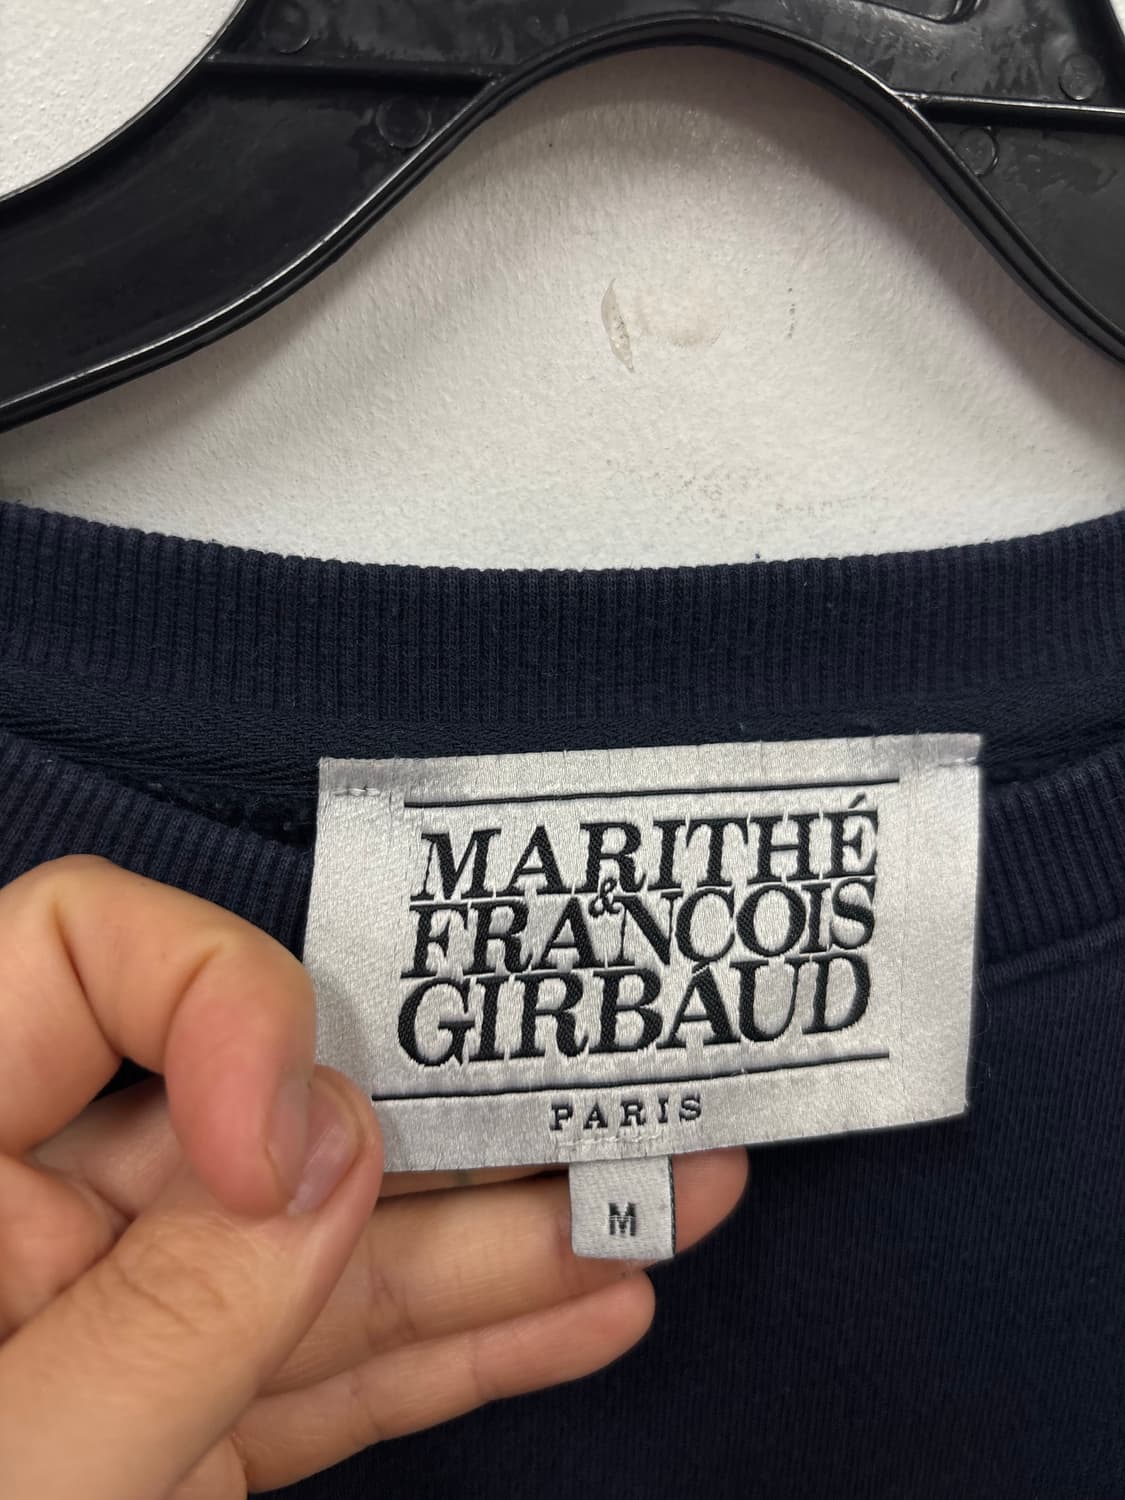 MARITHÉ
&
FRANCOIS
GIRBAUD
PARIS
M